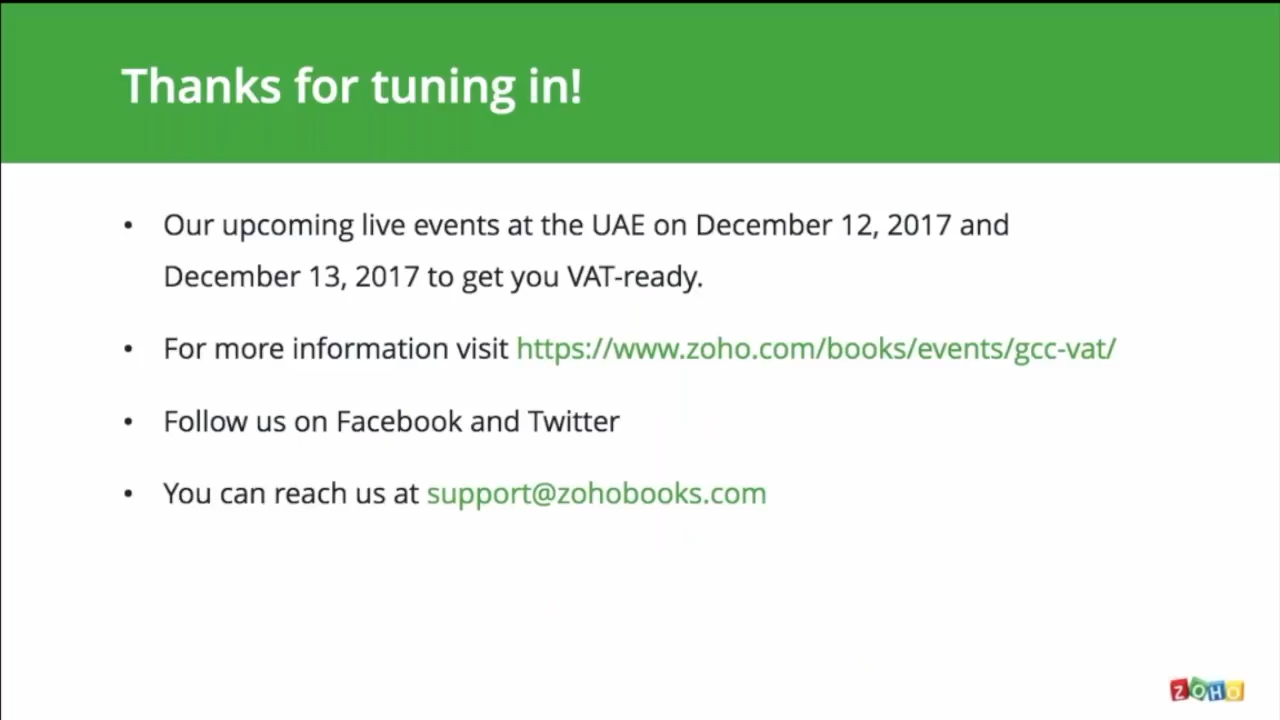 Thanks for tuning in!
• Our upcoming live events at the UAE on December 12, 2017 and
December 13, 2017 to get you VAT-ready.
• For more information visit https://www.zoho.com/books/events/gcc-vat/
• Follow us on Facebook and Twitter
• You can reach us at support@zohobooks.com
ZOHO